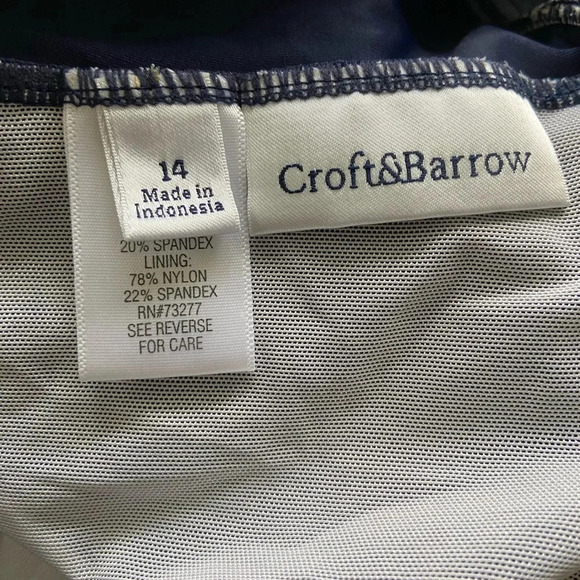 14
Made in
Indonesia
Croft&Barrow
20% SPANDEX
LINING:
78% NYLON
22% SPANDEX
RN#73277
SEE REVERSE
FOR CARE